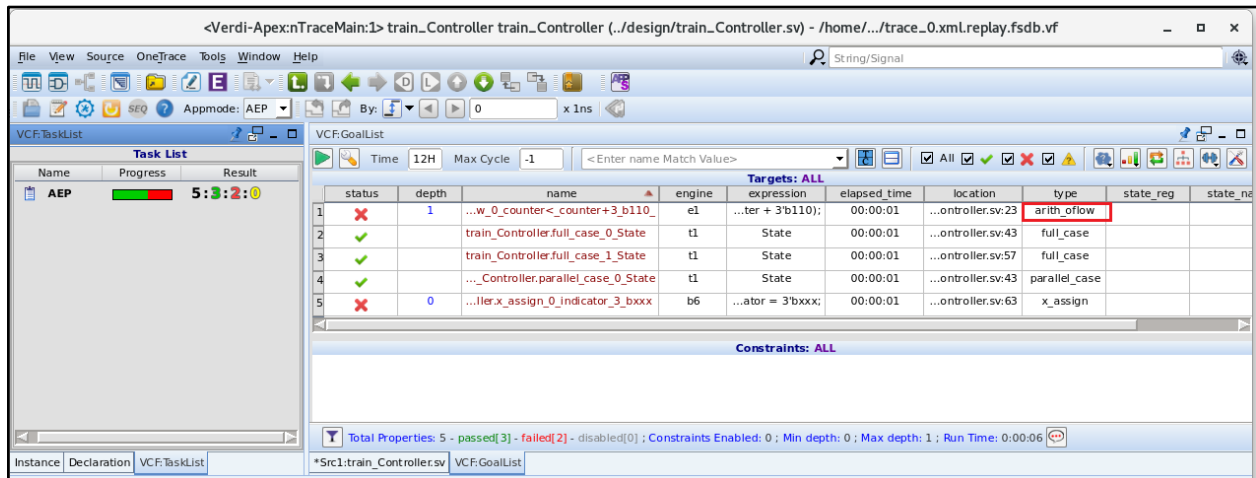 <Verdi-Apex:nTraceMain:1> train_Controller train_Controller (../design/train_Controller.sv) - /home/.../trace_0.xml.replay.fsdb.vf
File View Source OneTrace Tools Window Help
String/Signal
SEQ Appmode: AEP By: 0 x 1ns
VCF:TaskList
Task List
Name Progress Result
AEP 5:3:2:0
VCF:GoalList
Time 12H Max Cycle -1 <Enter name Match Value> All
Targets: ALL
status depth name engine expression elapsed_time location type state_reg state_na
1 1 ...w_0_counter<_counter+3_b110_ e1 ...ter + 3'b110); 00:00:01 ...ontroller.sv:23 arith_oflow
2 train_Controller.full_case_0_State t1 State 00:00:01 ...ontroller.sv:43 full_case
3 train_Controller.full_case_1_State t1 State 00:00:01 ...ontroller.sv:57 full_case
4 ..._Controller.parallel_case_0_State t1 State 00:00:01 ...ontroller.sv:43 parallel_case
5 0 ...ller.x_assign_0_indicator_3_bxxx b6 ...ator = 3'bxxx; 00:00:01 ...ontroller.sv:63 x_assign
Constraints: ALL
Total Properties: 5 - passed[3] - failed[2] - disabled[0] ; Constraints Enabled: 0 ; Min depth: 0 ; Max depth: 1 ; Run Time: 0:00:06
Instance Declaration VCF:TaskList
*Src1:train_Controller.sv VCF:GoalList